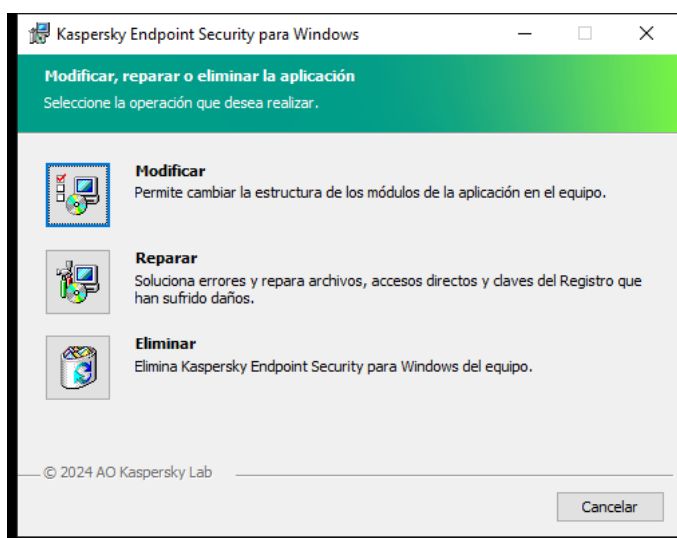 Kaspersky Endpoint Security para Windows
Modificar, reparar o eliminar la aplicación
Seleccione la operación que desea realizar.
Modificar
Permite cambiar la estructura de los módulos de la aplicación en el equipo.
Reparar
Soluciona errores y repara archivos, accesos directos y claves del Registro que
han sufrido daños.
Eliminar
Elimina Kaspersky Endpoint Security para Windows del equipo.
© 2024 AO Kaspersky Lab
Cancelar